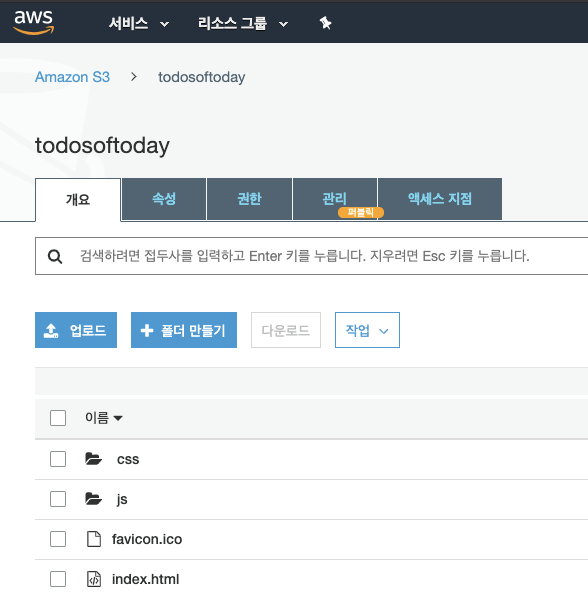 aws 서비스 리소스 그룹
Amazon S3 > todosoftoday
todosoftoday
개요 속성 권한 관리 액세스 지점
퍼블릭
검색하려면 접두사를 입력하고 Enter 키를 누릅니다. 지우려면 Esc 키를 누릅니다.
업로드 + 폴더 만들기 다운로드 작업
이름
css
js
favicon.ico
index.html